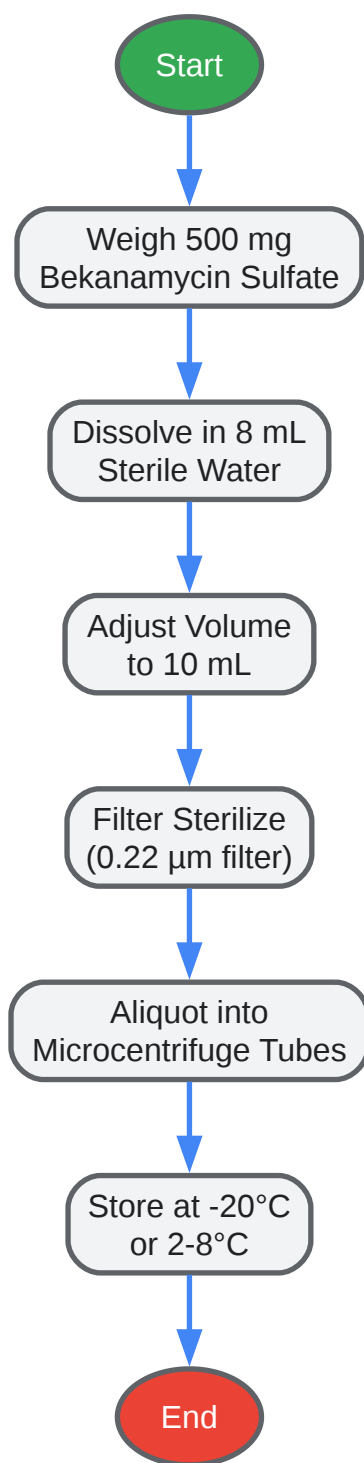 Start
Weigh 500 mg
Bekanamycin Sulfate
Dissolve in 8 mL
Sterile Water
Adjust Volume
to 10 mL
Filter Sterilize
(0.22 µm filter)
Aliquot into
Microcentrifuge Tubes
Store at -20°C
or 2-8°C
End